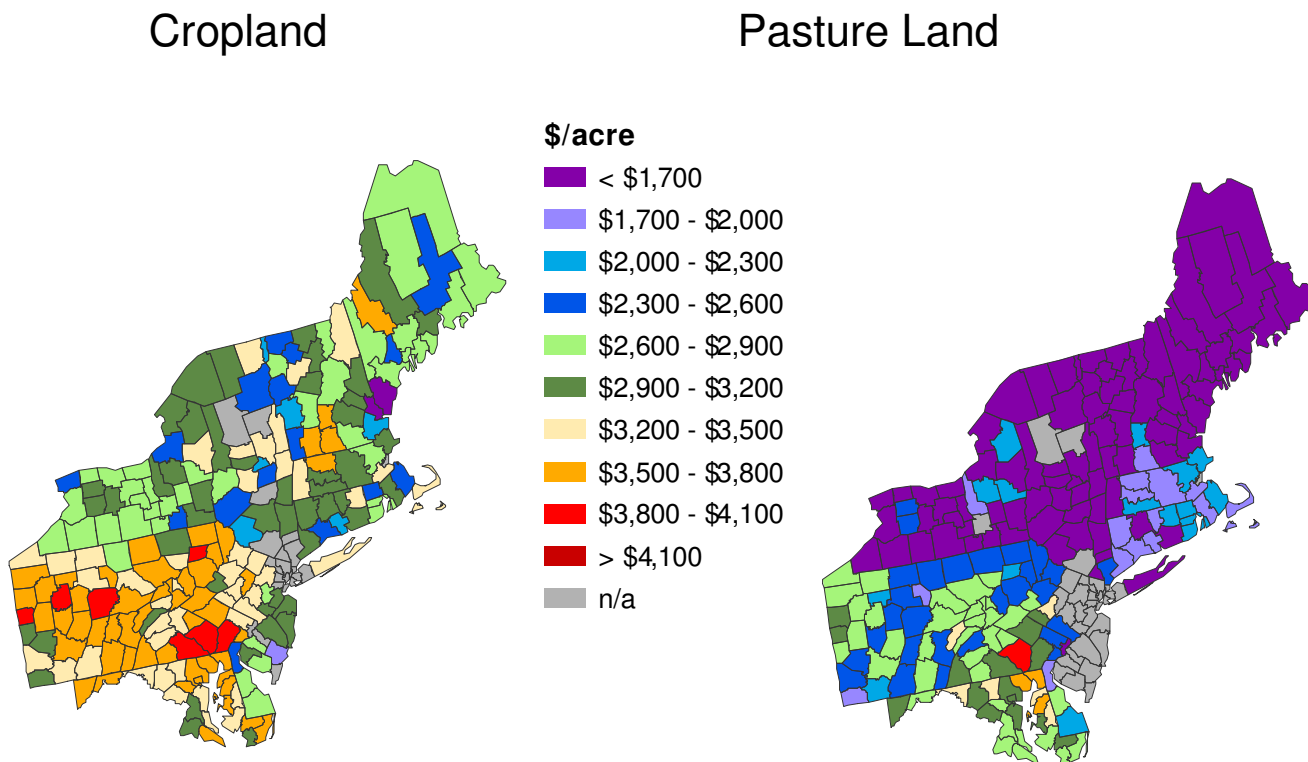 Cropland
Pasture Land
$/acre
< $1,700
$1,700 - $2,000
$2,000 - $2,300
$2,300 - $2,600
$2,600 - $2,900
$2,900 - $3,200
$3,200 - $3,500
$3,500 - $3,800
$3,800 - $4,100
> $4,100
n/a